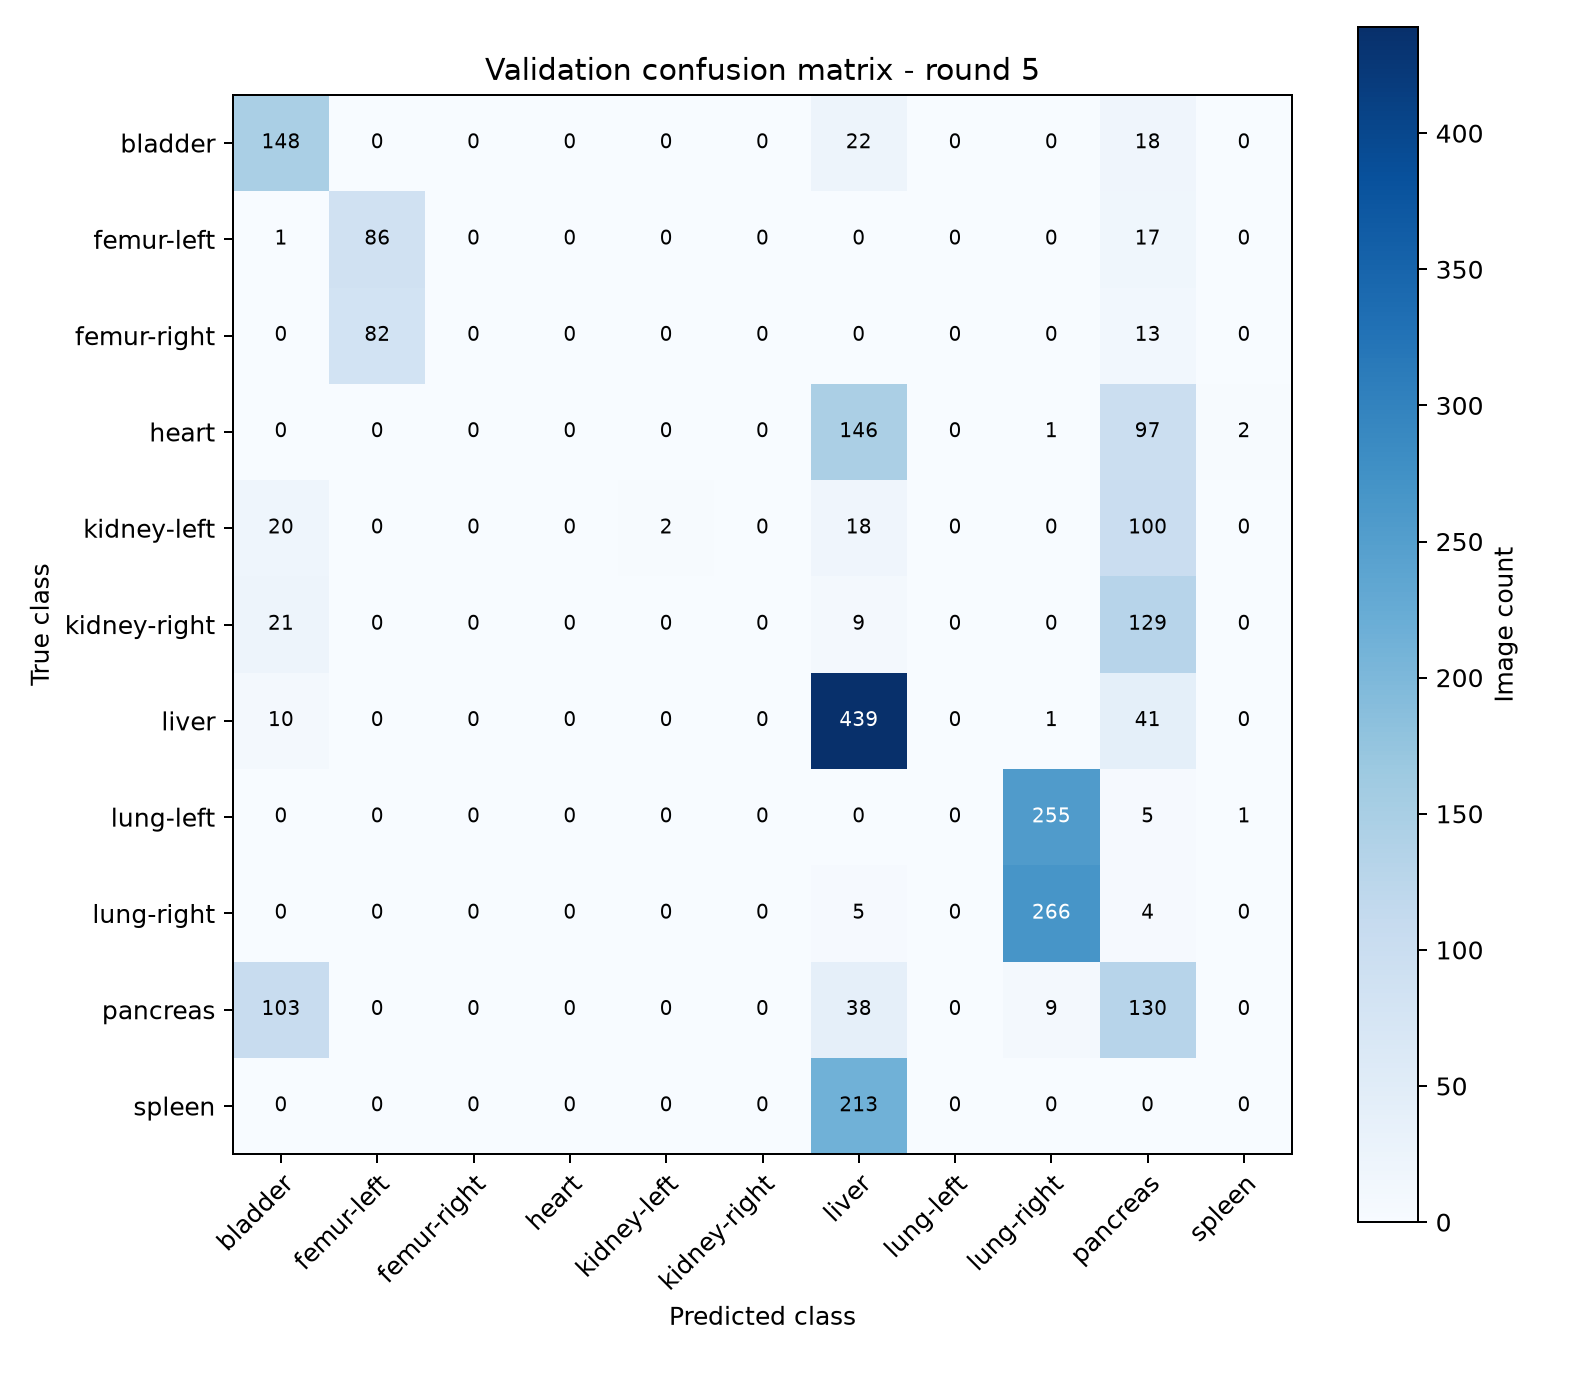 Validation confusion matrix - round 5
bladder 148 0 0 0 0 0 22 0 0 18 0
femur-left 1 86 0 0 0 0 0 0 0 17 0
femur-right 0 82 0 0 0 0 0 0 0 13 0
heart 0 0 0 0 0 0 146 0 1 97 2
kidney-left 20 0 0 0 2 0 18 0 0 100 0
kidney-right 21 0 0 0 0 0 9 0 0 129 0
liver 10 0 0 0 0 0 439 0 1 41 0
lung-left 0 0 0 0 0 0 0 0 255 5 1
lung-right 0 0 0 0 0 0 5 0 266 4 0
pancreas 103 0 0 0 0 0 38 0 9 130 0
spleen 0 0 0 0 0 0 213 0 0 0 0
bladder femur-left femur-right heart kidney-left kidney-right liver lung-left lung-right pancreas spleen
Predicted class
True class
400
350
300
250
200
150
100
50
0
Image count